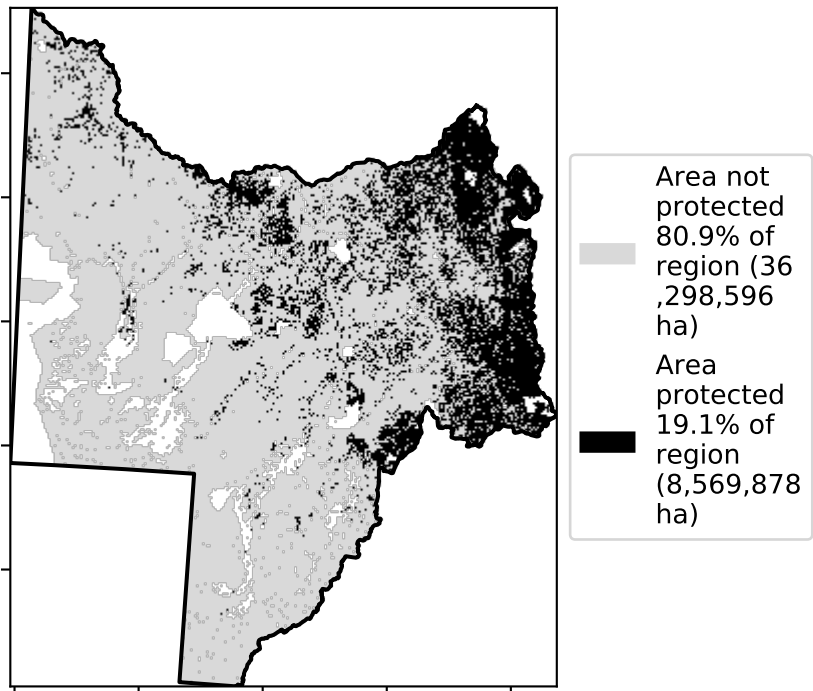 Area not
protected
80.9% of
region (36
,298,596
ha)
Area
protected
19.1% of
region
(8,569,878
ha)